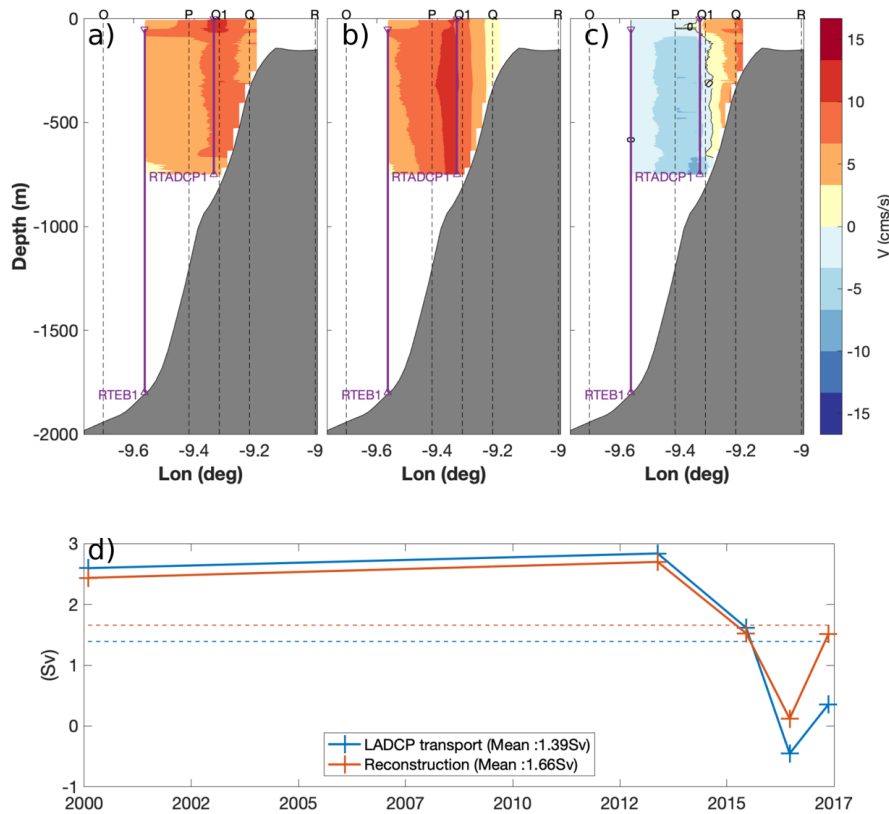 O P Q1 Q R O P Q1 Q R O P Q1 Q R
a) b) c)
0
-500
-1000
-1500
-2000
Depth (m)
RTADCP1 RTADCP1 RTADCP1
RTEB1 RTEB1 RTEB1
0
0
0
-9.6 -9.4 -9.2 -9 -9.6 -9.4 -9.2 -9 -9.6 -9.4 -9.2 -9
Lon (deg) Lon (deg) Lon (deg)
15
10
5
0
-5
-10
-15
V (cms/s)
d)
3
2
1
0
-1
(Sv)
LADCP transport (Mean :1.39Sv)
Reconstruction (Mean :1.66Sv)
2000 2002 2005 2007 2010 2012 2015 2017